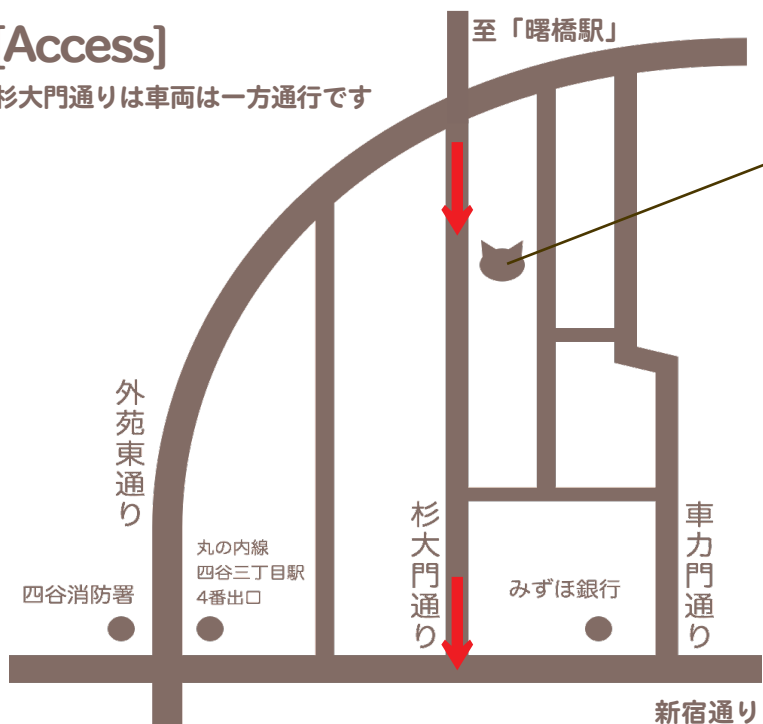 [Access]
杉大門通りは車両は一方通行です
至「曙橋駅」
外苑東通り
丸の内線
四谷三丁目駅
4番出口
四谷消防署
杉大門通り
みずほ銀行
車力門通り
新宿通り